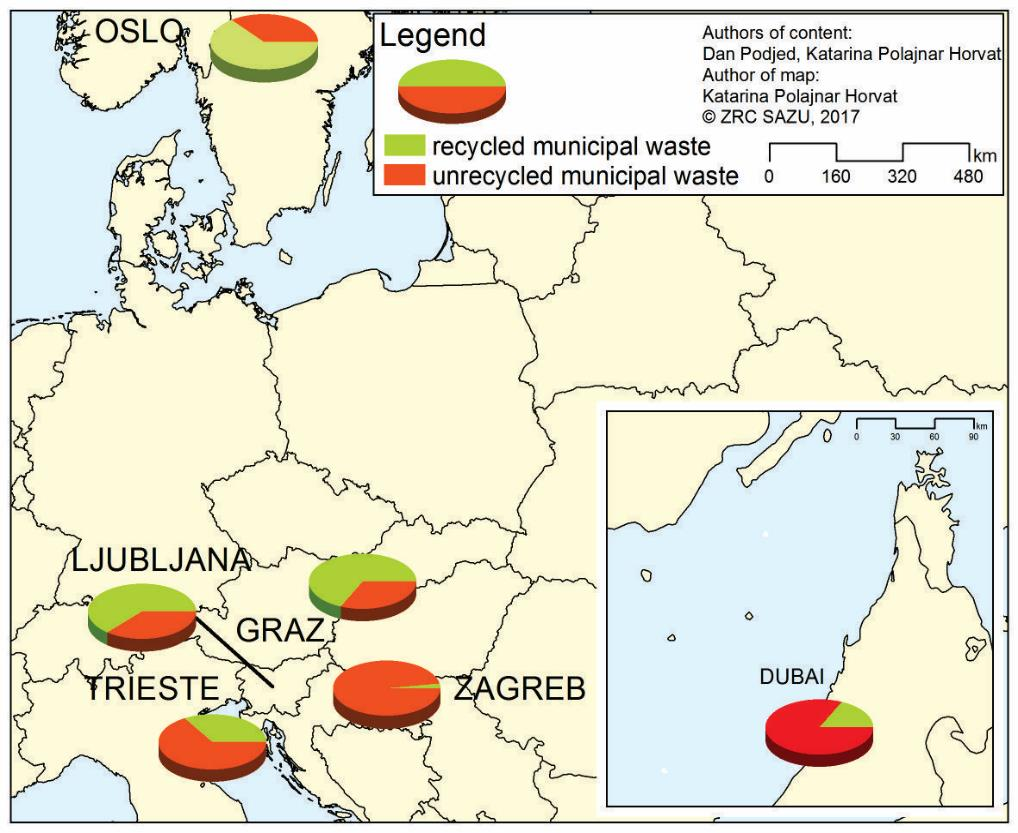 OSLO
Legend
recycled municipal waste
unrecycled municipal waste
Authors of content:
Dan Podjed, Katarina Polajnar Horvat
Author of map:
Katarina Polajnar Horvat
© ZRC SAZU, 2017
km
0 160 320 480
km
0 30 60 90
LJUBLJANA
GRAZ
TRIESTE
ZAGREB
DUBAI